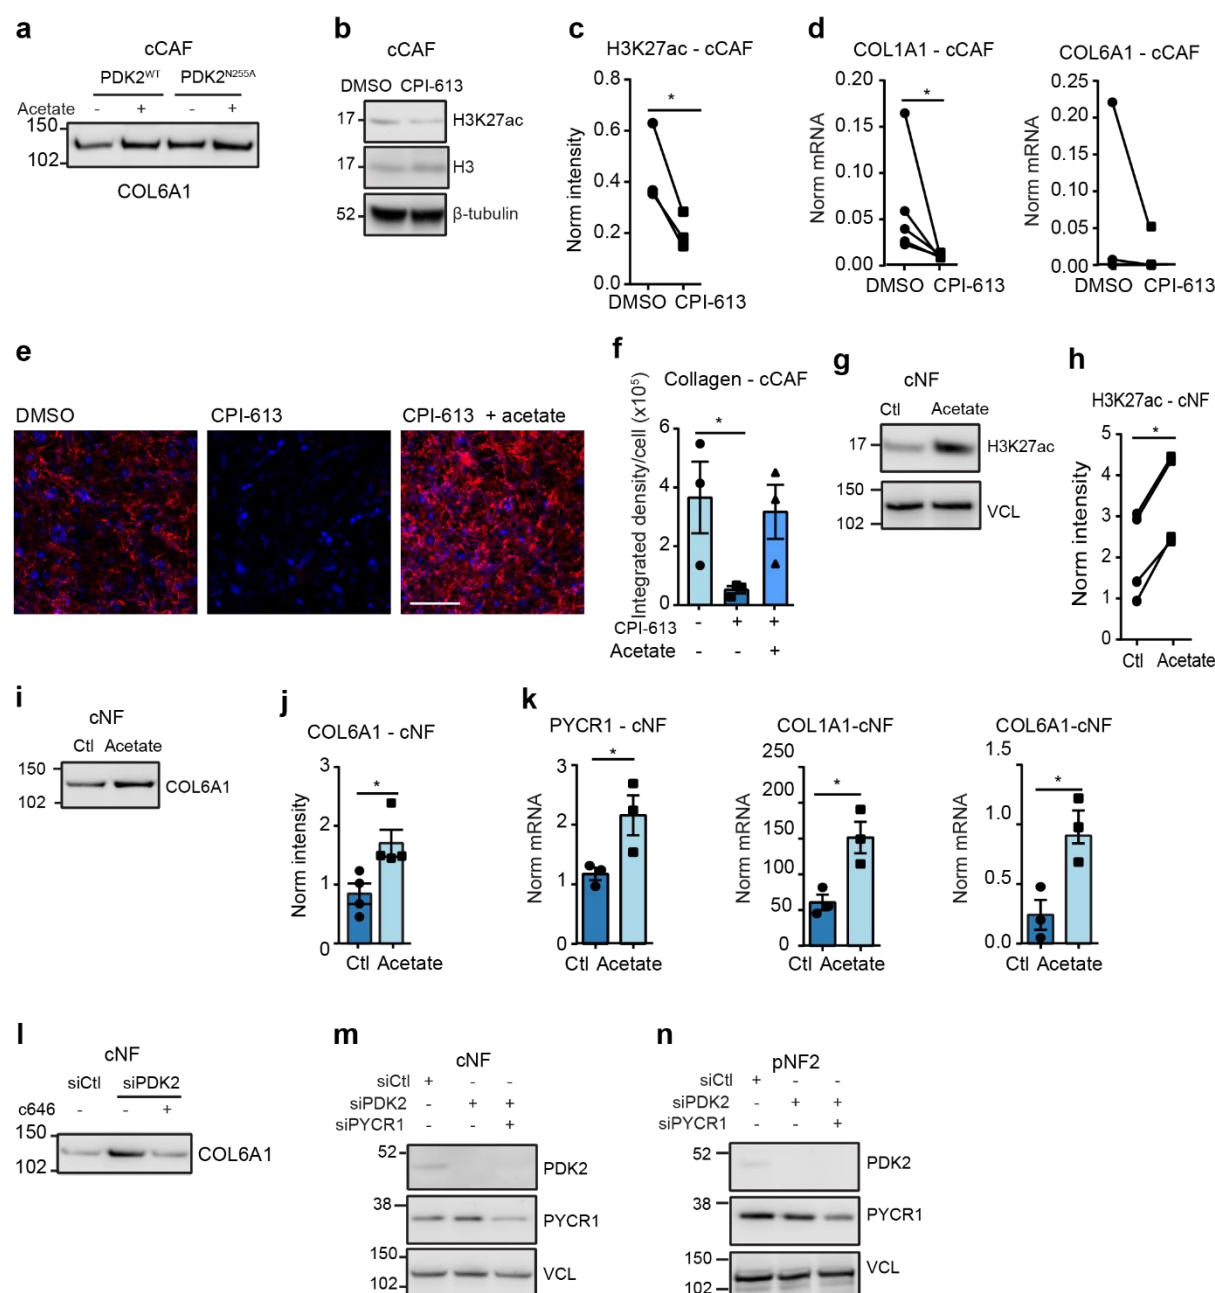 a
cCAF
PDK2WT PDK2N255A
Acetate - + - +
150
102
COL6A1
b
cCAF
DMSO CPI-613
17 H3K27ac
17 H3
52 β-tubulin
c
H3K27ac - cCAF
*
0.8
0.6
0.4
0.2
0.0
Norm intensity
DMSO CPI-613
d
COL1A1 - cCAF
*
0.20
0.15
0.10
0.05
0.00
Norm mRNA
DMSO CPI-613
COL6A1 - cCAF
0.25
0.20
0.15
0.10
0.05
0.00
Norm mRNA
DMSO CPI-613
e
DMSO CPI-613 CPI-613 + acetate
f
Collagen - cCAF
*
Integrated density/cell (x10⁵)
6
4
2
0
CPI-613 - + +
Acetate - - +
g
cNF
Ctl Acetate
17 H3K27ac
150
102
VCL
h
H3K27ac - cNF
*
5
4
3
2
1
0
Norm intensity
Ctl Acetate
i
cNF
Ctl Acetate
150
102
COL6A1
j
COL6A1 - cNF
*
3
2
1
0
Norm intensity
Ctl Acetate
k
PYCR1 - cNF
*
3
2
1
0
Norm mRNA
Ctl Acetate
COL1A1-cNF
*
250
200
150
100
50
0
Norm mRNA
Ctl Acetate
COL6A1-cNF
*
1.5
1.0
0.5
0.0
Norm mRNA
Ctl Acetate
l
cNF
siCtl siPDK2
c646 - - +
150
102
COL6A1
m
cNF
siCtl + - -
siPDK2 - + +
siPYCR1 - - +
52 PDK2
38 PYCR1
150
102
VCL
n
pNF2
siCtl + - -
siPDK2 - + +
siPYCR1 - - +
52 PDK2
38 PYCR1
150
102
VCL